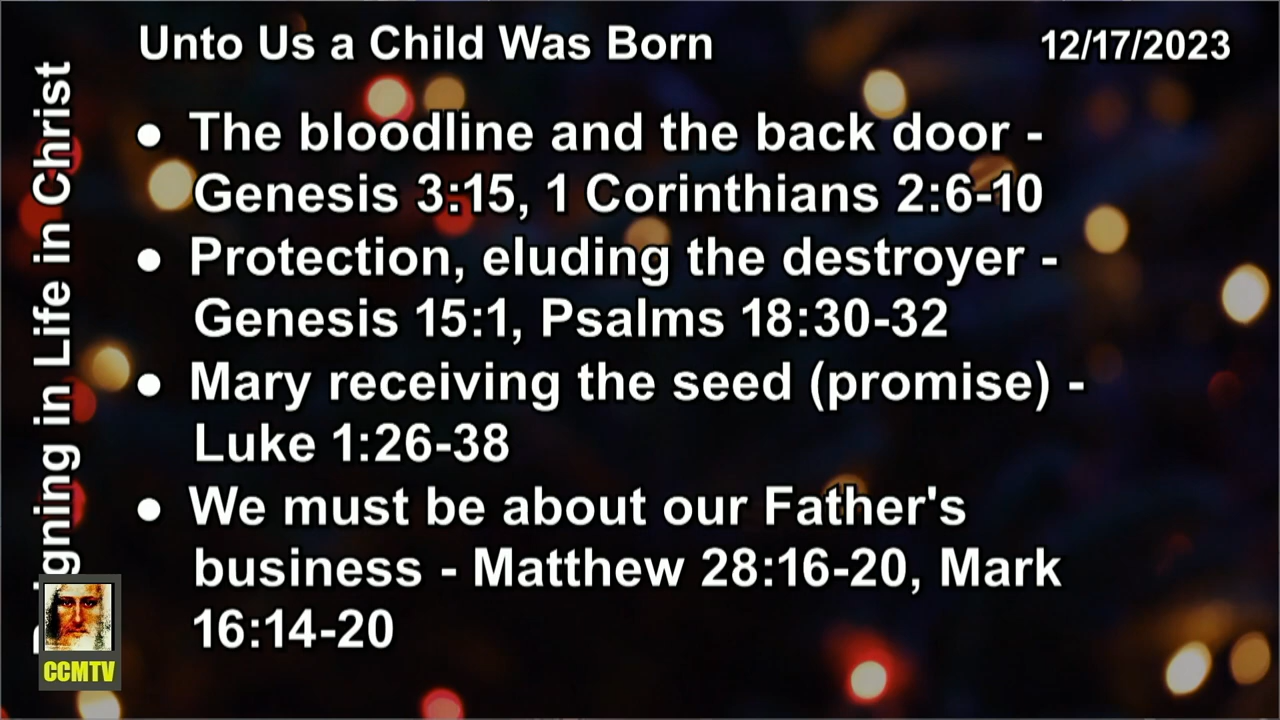 Unto Us a Child Was Born
12/17/2023
● The bloodline and the back door -
Genesis 3:15, 1 Corinthians 2:6-10
● Protection, eluding the destroyer -
Genesis 15:1, Psalms 18:30-32
● Mary receiving the seed (promise) -
Luke 1:26-38
● We must be about our Father's
business - Matthew 28:16-20, Mark
16:14-20
in Life in Christ
CCMTV